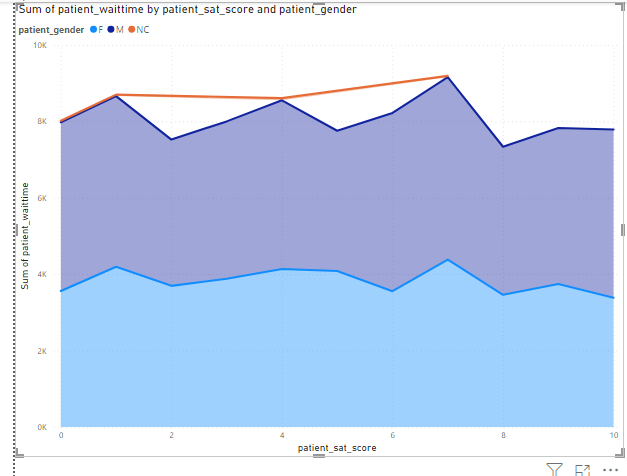 Sum of patient_waittime by patient_sat_score and patient_gender
patient_gender F M NC
10K
8K
6K
4K
2K
0K
Sum of patient_waittime
0 2 4 6 8 10
patient_sat_score